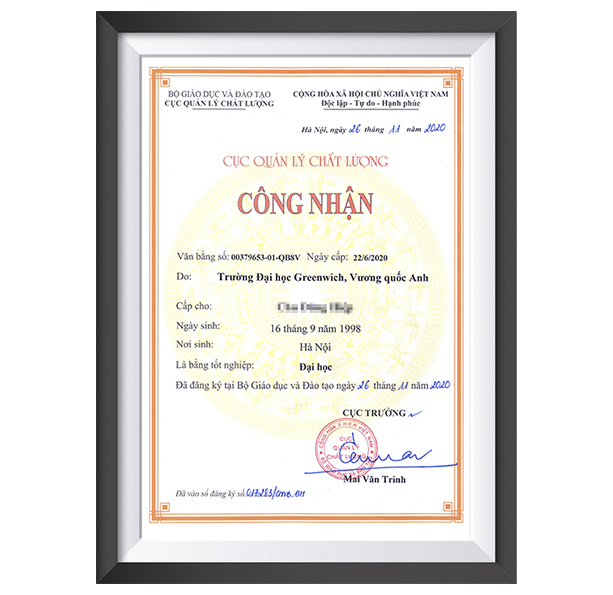 BỘ GIÁO DỤC VÀ ĐÀO TẠO
CỤC QUẢN LÝ CHẤT LƯỢNG
CỘNG HÒA XÃ HỘI CHỦ NGHĨA VIỆT NAM
Độc lập - Tự do - Hạnh phúc
Hà Nội, ngày 26 tháng 11 năm 2020
CỤC QUẢN LÝ CHẤT LƯỢNG
CÔNG NHẬN
Văn bằng số: 00379653-01-QB8V Ngày cấp: 22/6/2020
Do: Trường Đại học Greenwich, Vương quốc Anh
Cấp cho:
Ngày sinh: 16 tháng 9 năm 1998
Nơi sinh: Hà Nội
Là bằng tốt nghiệp: Đại học
Đã đăng ký tại Bộ Giáo dục và Đào tạo ngày 26 tháng 11 năm 2020
CỤC TRƯỞNG
CỤC
QUẢN LÝ
CHẤT LƯỢNG
Mai Văn Trinh
Đã vào sổ đăng ký số: 017283/CNVB-ĐH